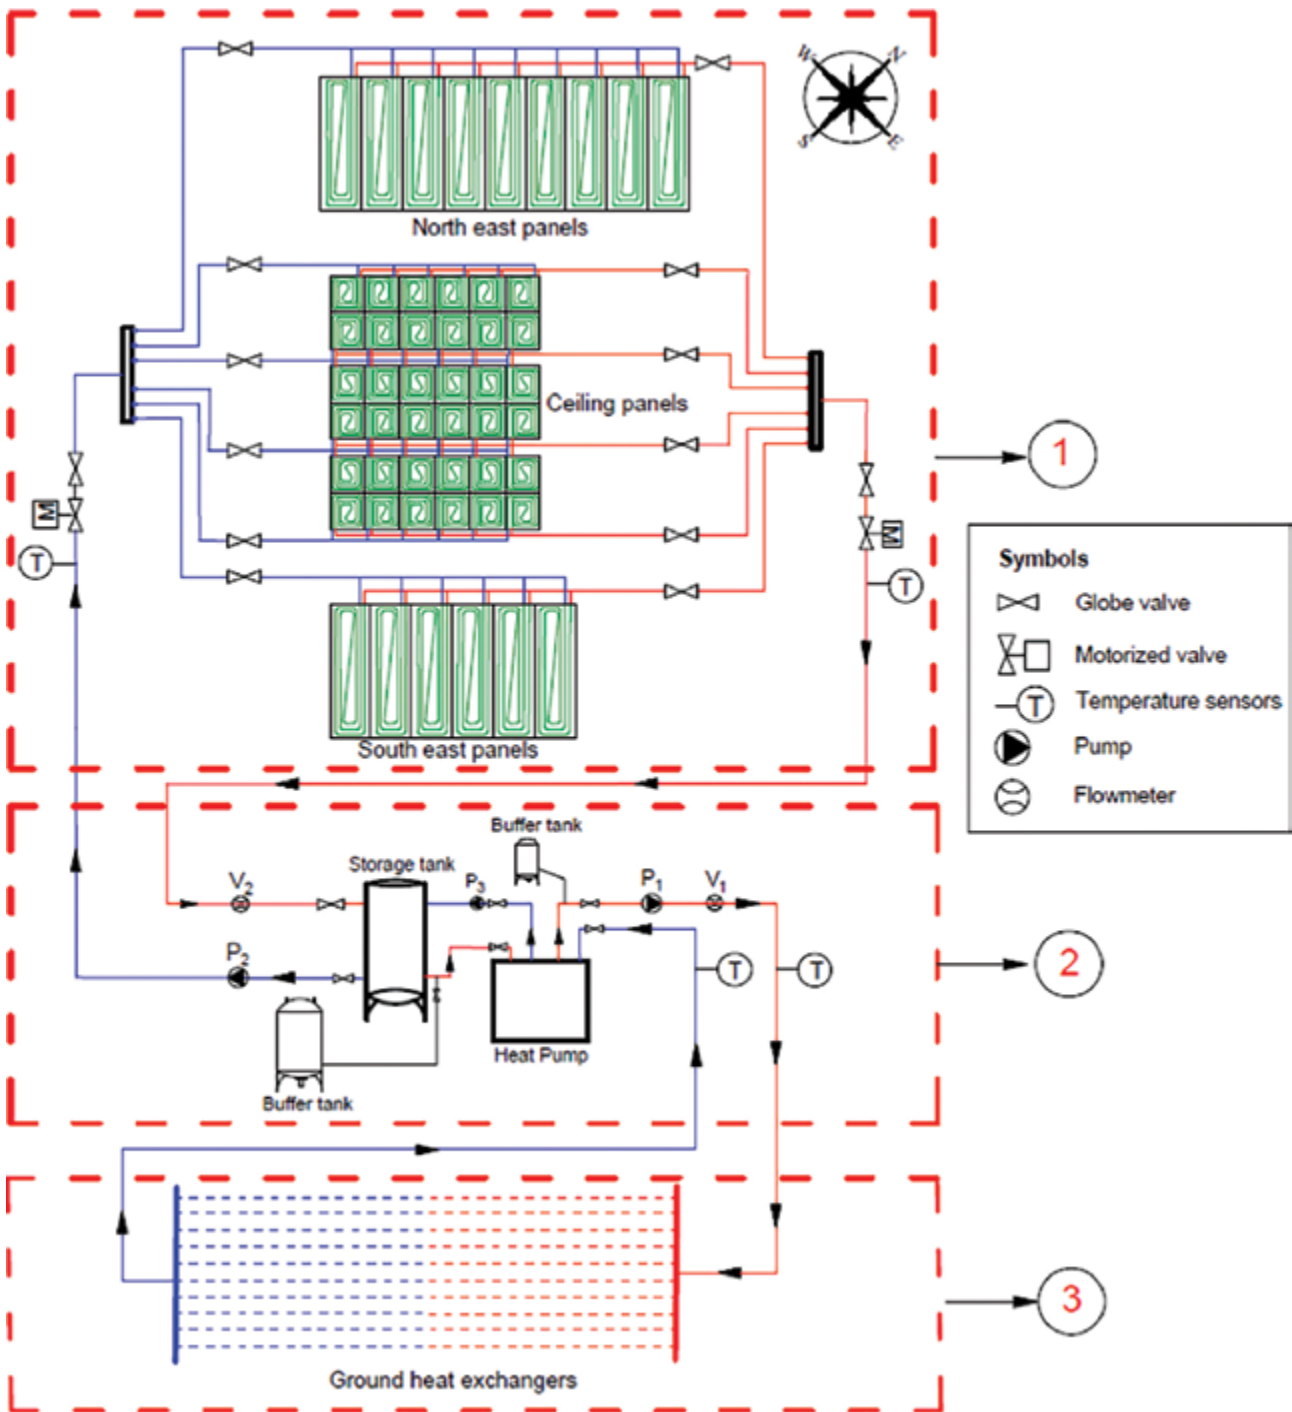 W
N
S
E
North east panels
Ceiling panels
1
M
T
M
T
South east panels
Symbols
Globe valve
Motorized valve
T Temperature sensors
Pump
Flowmeter
Buffer tank
Storage tank
V2
P3
P1
V1
P2
T
T
2
Heat Pump
Buffer tank
3
Ground heat exchangers